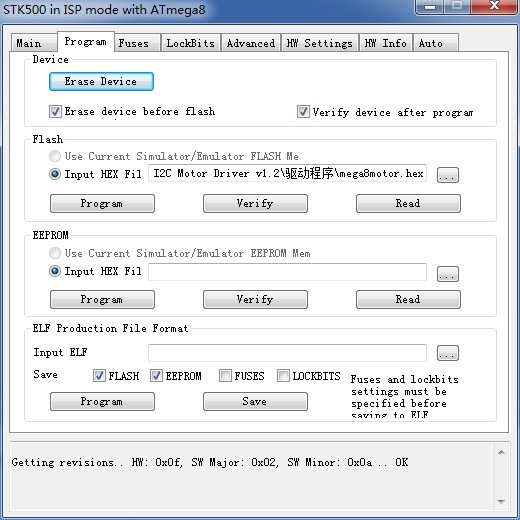 STK500 in ISP mode with ATmega8
Main Program Fuses LockBits Advanced HW Settings HW Info Auto
Device
Erase Device
Erase device before flash Verify device after program
Flash
Use Current Simulator/Emulator FLASH Me
Input HEX Fil I2C Motor Driver v1.2\驱动程序\mega8motor.hex ...
Program Verify Read
EEPROM
Use Current Simulator/Emulator EEPROM Mem
Input HEX Fil ...
Program Verify Read
ELF Production File Format
Input ELF ...
Save FLASH EEPROM FUSES LOCKBITS
Fuses and lockbits
settings must be
specified before
saving to ELF
Program Save
Getting revisions.. HW: 0x0f, SW Major: 0x02, SW Minor: 0x0a .. OK